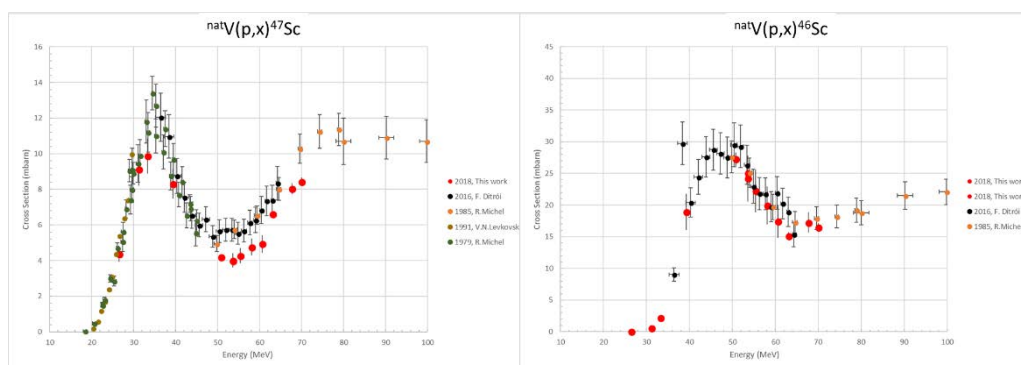 natV(p,x)47Sc
16
14
12
10
8
6
4
2
0
10 20 30 40 50 60 70 80 90 100
Cross Section (mbarn)
Energy (MeV)
2018, This work
2016, F. Ditrói
1985, R.Michel
1991, V.N.Levkovsk
1979, R.Michel
natV(p,x)46Sc
45
40
35
30
25
20
15
10
5
0
10 20 30 40 50 60 70 80 90 100
Cross Section (mbarn)
Energy (MeV)
2018, This work
2018, This work
2016, F. Ditrói
1985, R.Michel